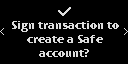 Sign transaction to
create a Safe
account?